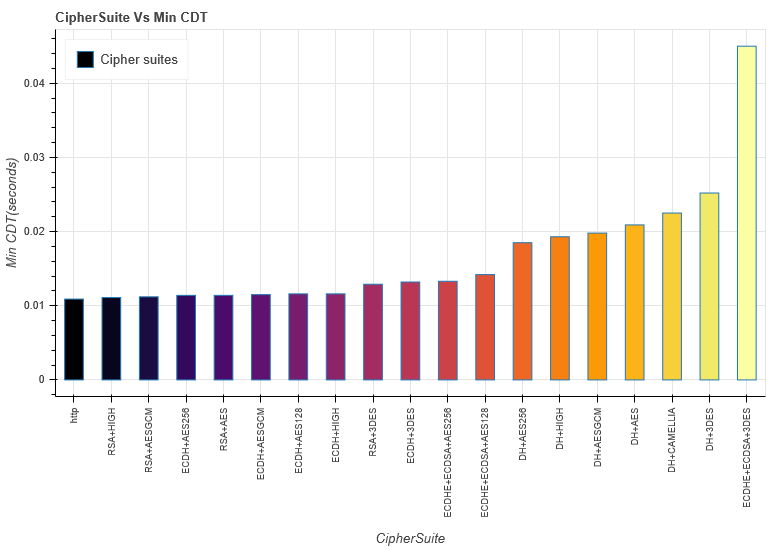 CipherSuite Vs Min CDT
Cipher suites
Min CDT(seconds)
0.04
0.03
0.02
0.01
0
http
RSA+HIGH
RSA+AESGCM
ECDH+AES256
RSA+AES
ECDH+AESGCM
ECDH+AES128
ECDH+HIGH
RSA+3DES
ECDH+3DES
ECDHE+ECDSA+AES256
ECDHE+ECDSA+AES128
DH+AES256
DH+HIGH
DH+AESGCM
DH+AES
DH+CAMELLIA
DH+3DES
ECDHE+ECDSA+3DES
CipherSuite